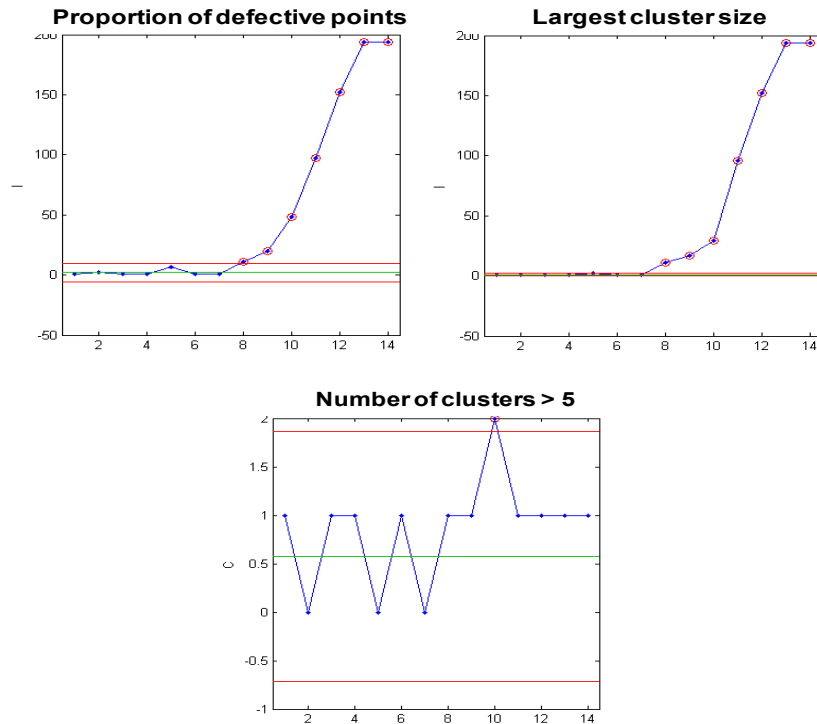 Proportion of defective points
Largest cluster size
200
150
100
50
0
-50
I
2 4 6 8 10 12 14
200
150
100
50
0
-50
I
2 4 6 8 10 12 14
Number of clusters > 5
2
1.5
1
0.5
0
-0.5
-1
C
2 4 6 8 10 12 14